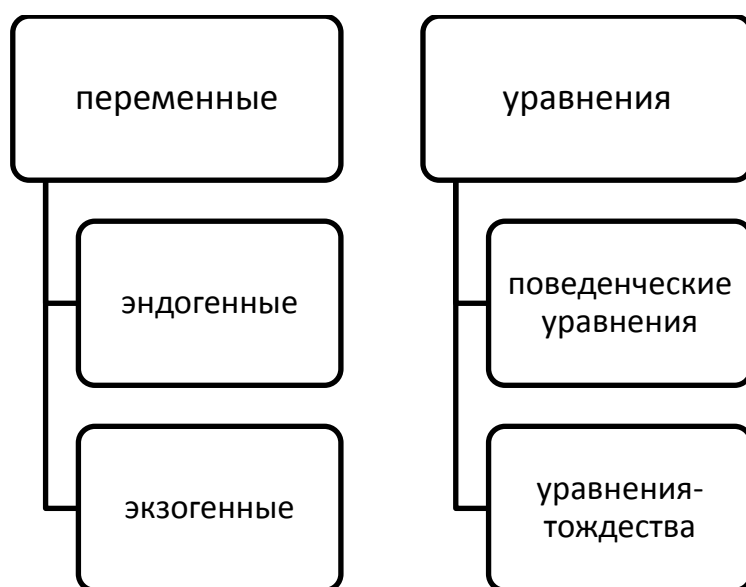 переменные
эндогенные
экзогенные
уравнения
поведенческие
уравнения
уравнения-
тождества